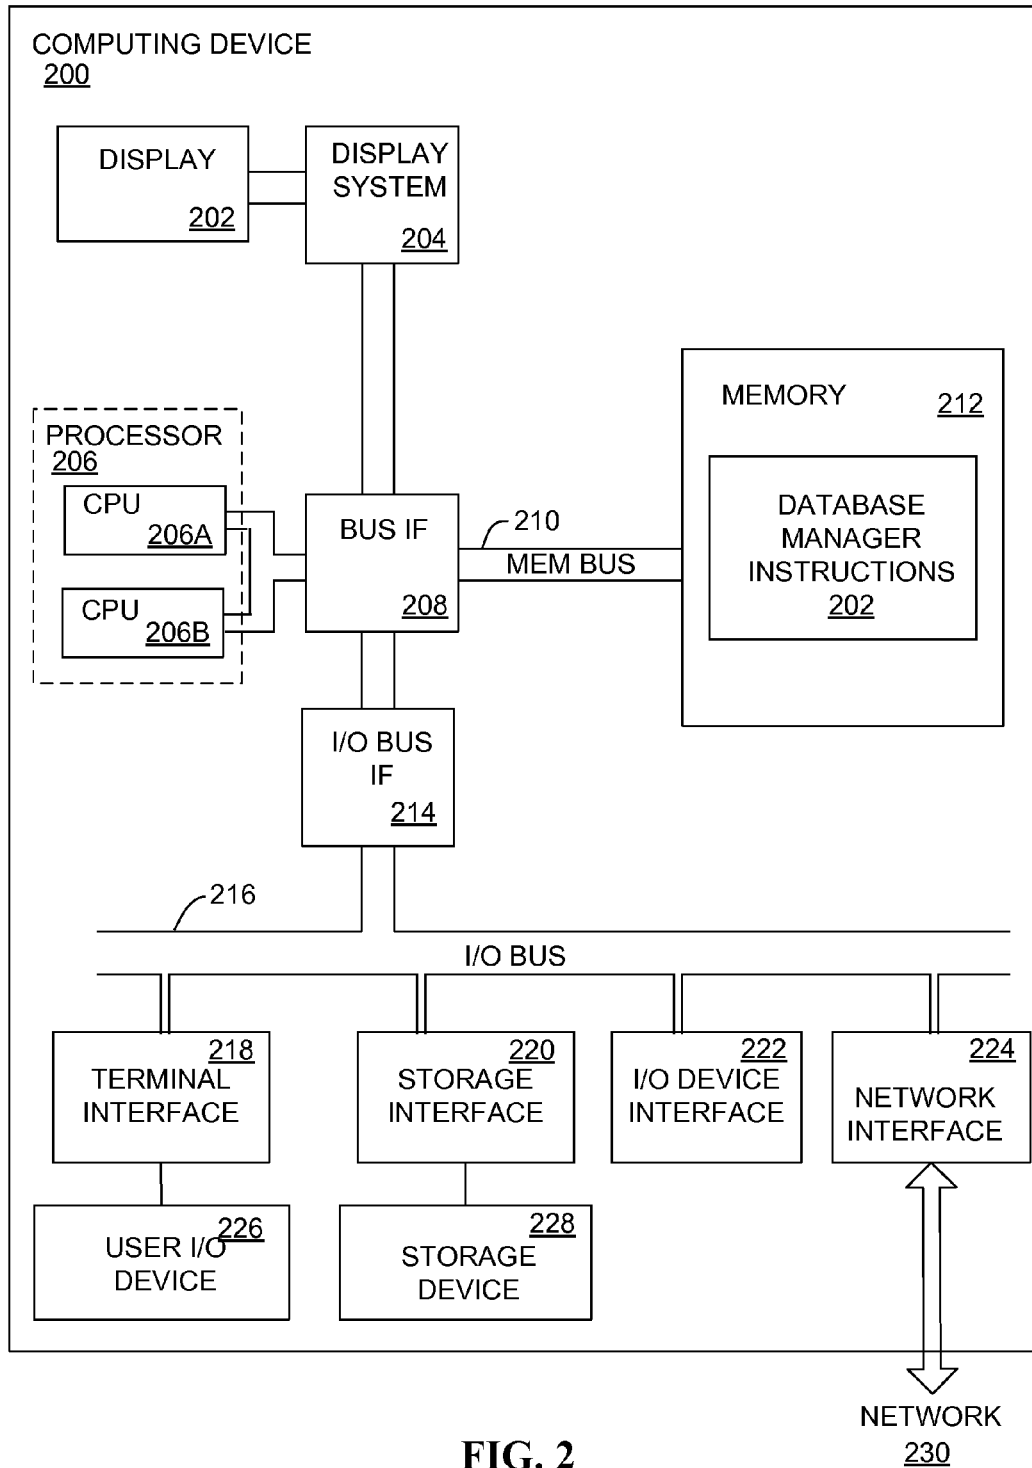 COMPUTING DEVICE
200
DISPLAY
202
DISPLAY
SYSTEM
204
PROCESSOR
206
CPU
206A
CPU
206B
BUS IF
208
210
MEM BUS
MEMORY
212
DATABASE
MANAGER
INSTRUCTIONS
202
I/O BUS
IF
214
216
I/O BUS
218
TERMINAL
INTERFACE
220
STORAGE
INTERFACE
222
I/O DEVICE
INTERFACE
224
NETWORK
INTERFACE
226
USER I/O
DEVICE
228
STORAGE
DEVICE
NETWORK
230
FIG. 2